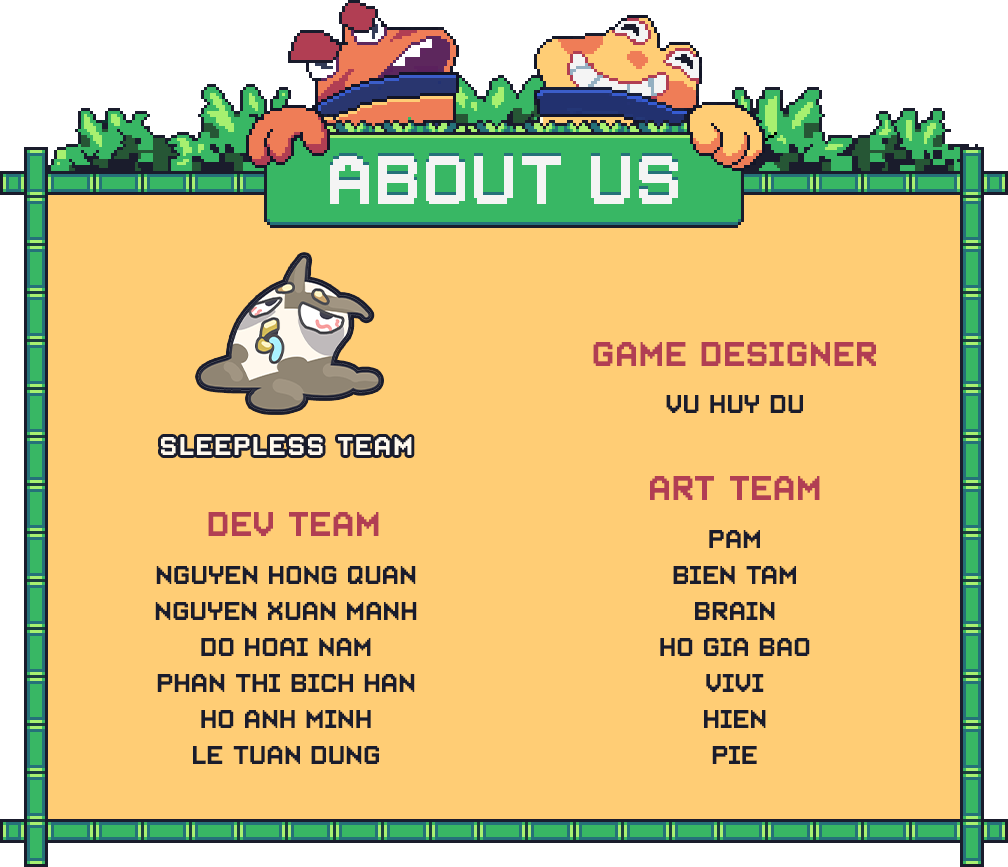 ABOUT US
SLEEPLESS TEAM
DEV TEAM
NGUYEN HONG QUAN
NGUYEN XUAN MANH
DO HOAI NAM
PHAN THI BICH HAN
HO ANH MINH
LE TUAN DUNG
GAME DESIGNER
VU HUY DU
ART TEAM
PAM
BIEN TAM
BRAIN
HO GIA BAO
VIVI
HIEN
PIE